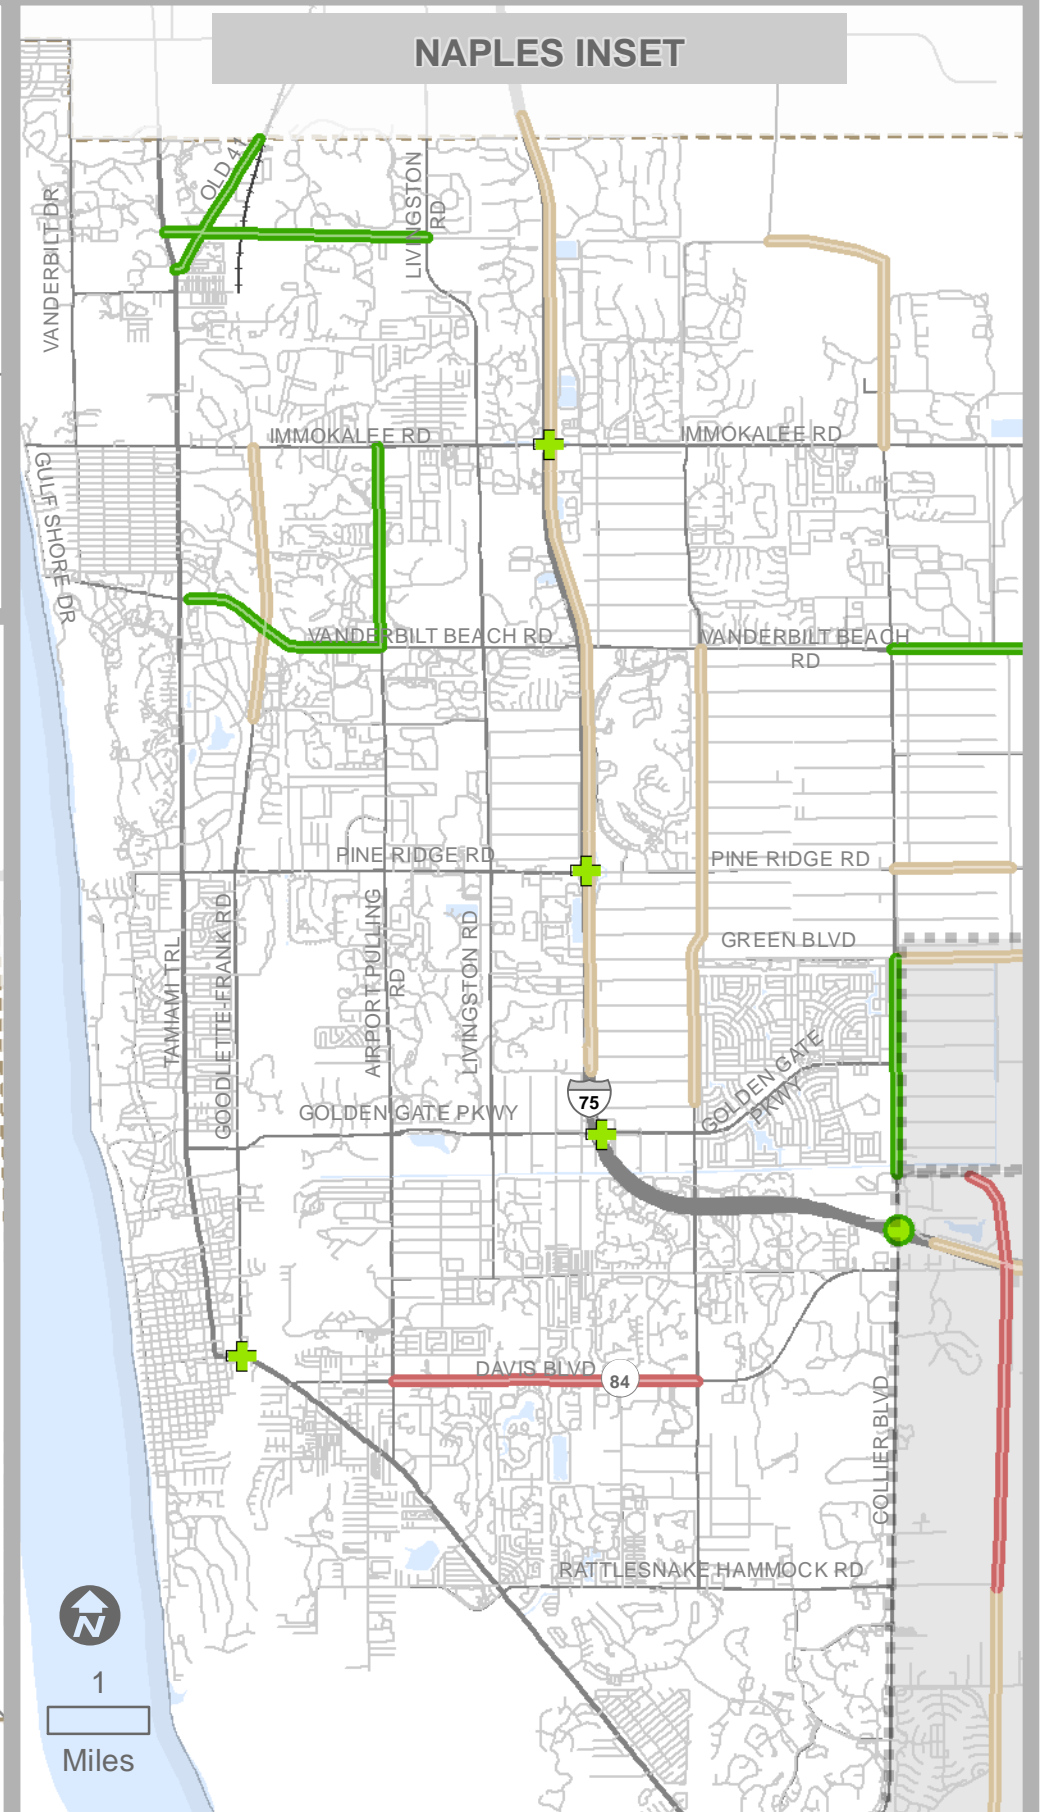 NAPLES INSET
OLD 41
LIVINGSTON
RD
VANDERBILT DR
IMMOKALEE RD
IMMOKALEE RD
GULF SHORE DR
VANDERBILT BEACH RD
VANDERBILT BEACH
RD
PINE RIDGE RD
PINE RIDGE RD
GREEN BLVD
TAMIAMI TRL
GOODLETTE-FRANK RD
AIRPORT PULLING
RD
LIVINGSTON RD
GOLDEN GATE
PKWY
75
GOLDEN GATE PKWY
DAVIS BLVD
84
COLLIER BLVD
RATTLESNAKE HAMMOCK RD
N
1
Miles